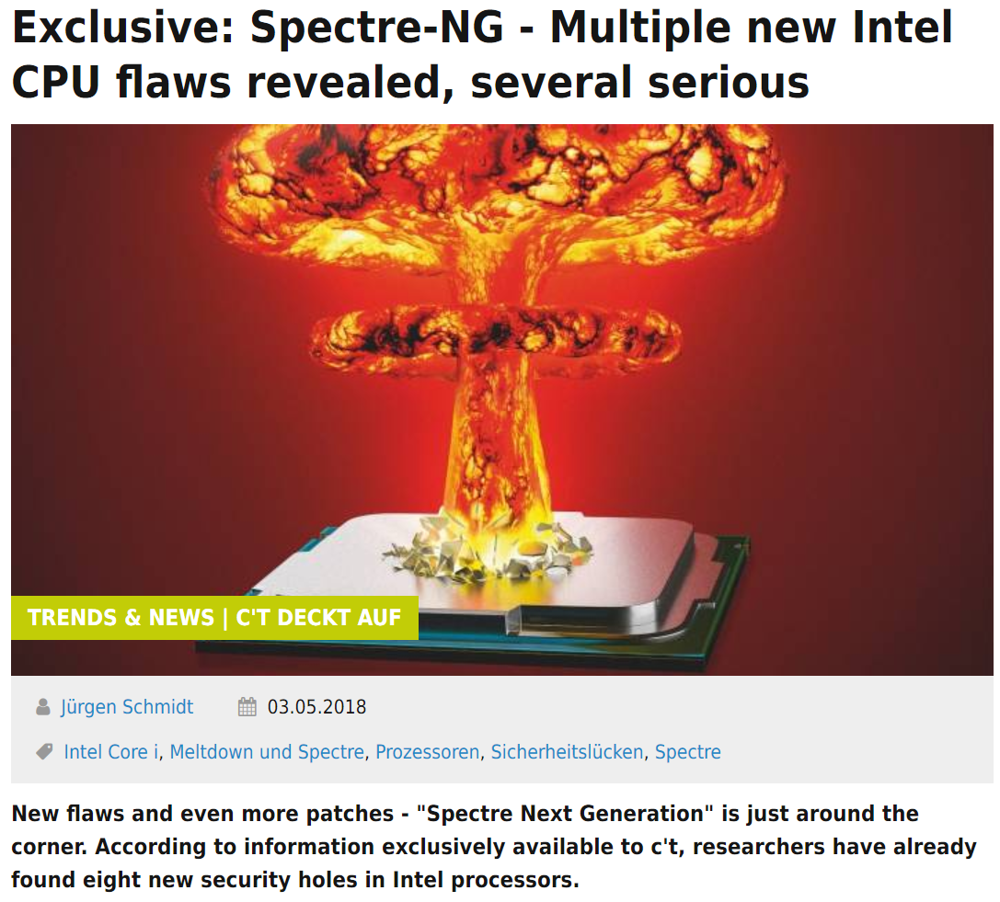 Exclusive: Spectre-NG - Multiple new Intel
CPU flaws revealed, several serious
TRENDS & NEWS | C'T DECKT AUF
Jürgen Schmidt 03.05.2018
Intel Core i, Meltdown und Spectre, Prozessoren, Sicherheitslücken, Spectre
New flaws and even more patches - "Spectre Next Generation" is just around the
corner. According to information exclusively available to c't, researchers have already
found eight new security holes in Intel processors.